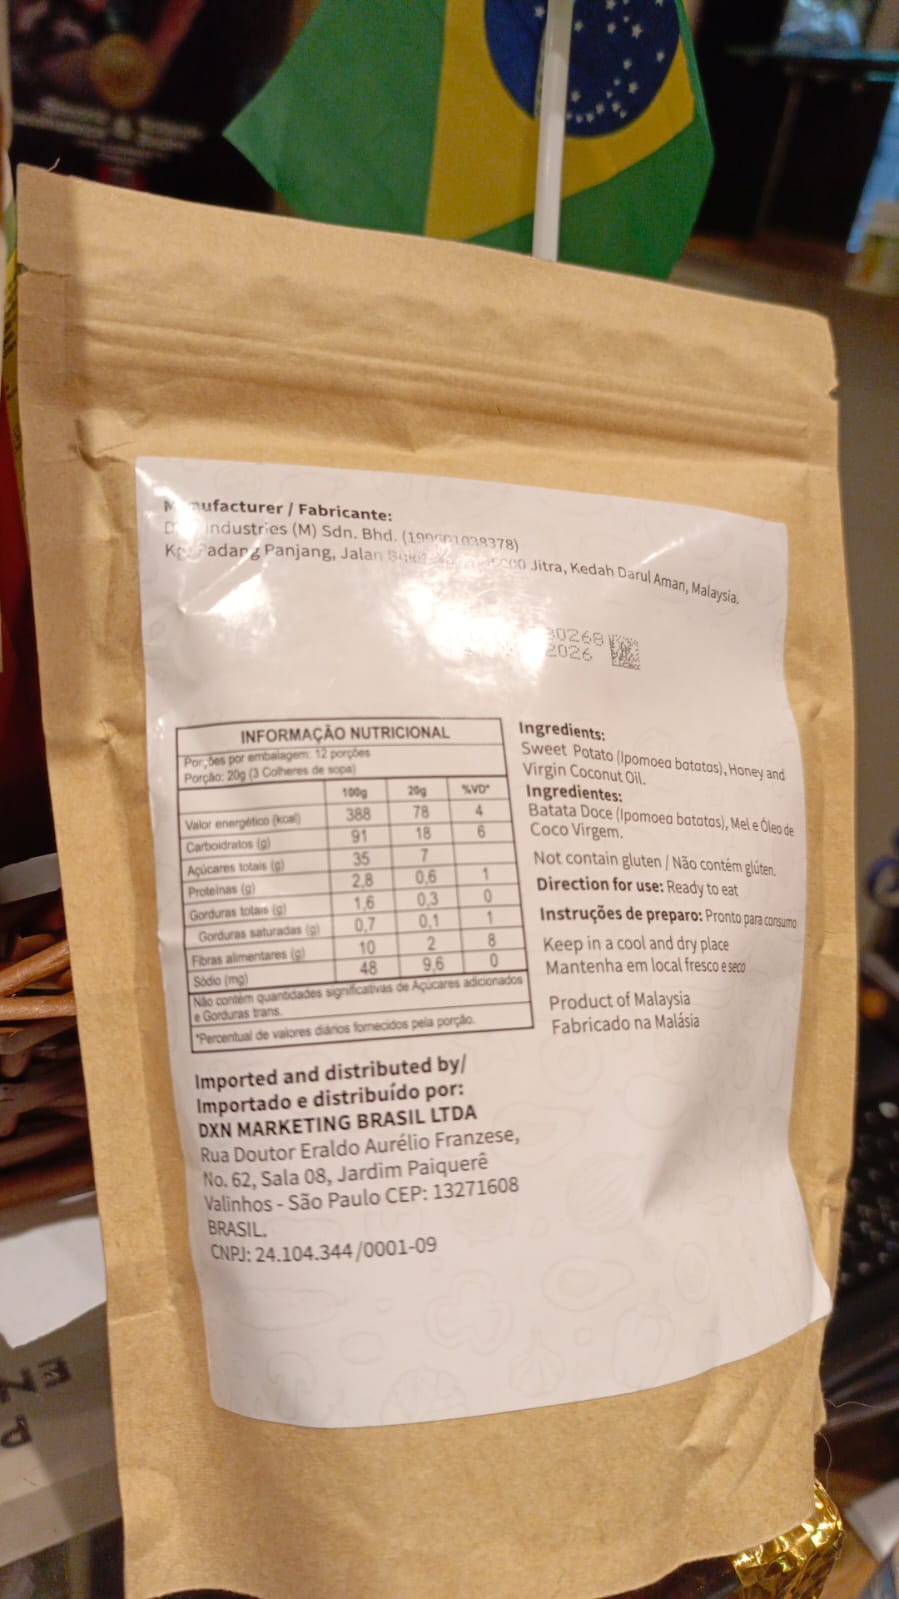 Manufacturer / Fabricante:
Industries (M) Sdn. Bhd.
Padang Panjang, Jalan Jitra, Kedah Darul Aman, Malaysia.
2026
INFORMAÇÃO NUTRICIONAL
Porções por embalagem: 12 porções
Porção: 20g (3 Colheres de sopa)
100g 20g %VD*
Valor energético (kcal) 388 78 4
Carboidratos (g) 91 18 6
Açúcares totais (g) 35 7
Proteínas (g) 2,8 0,6 1
Gorduras totais (g) 1,6 0,3 0
Gorduras saturadas (g) 0,7 0,1 1
Fibras alimentares (g) 10 2 8
Sódio (mg) 48 9,6 0
Não contém quantidades significativas de Açúcares adicionados
e Gorduras trans.
*Percentual de valores diários fornecidos pela porção.
Ingredients:
Sweet Potato (Ipomoea batatas), Honey and
Virgin Coconut Oil.
Ingredientes:
Batata Doce (Ipomoea batatas), Mel e Óleo de
Coco Virgem.
Not contain gluten / Não contém glúten.
Direction for use: Ready to eat
Instruções de preparo: Pronto para consumo
Keep in a cool and dry place
Mantenha em local fresco e seco
Product of Malaysia
Fabricado na Malásia
Imported and distributed by/
Importado e distribuído por:
DXN MARKETING BRASIL LTDA
Rua Doutor Eraldo Aurélio Franzese,
No. 62, Sala 08, Jardim Paiquerê
Valinhos - São Paulo CEP: 13271608
BRASIL.
CNPJ: 24.104.344/0001-09